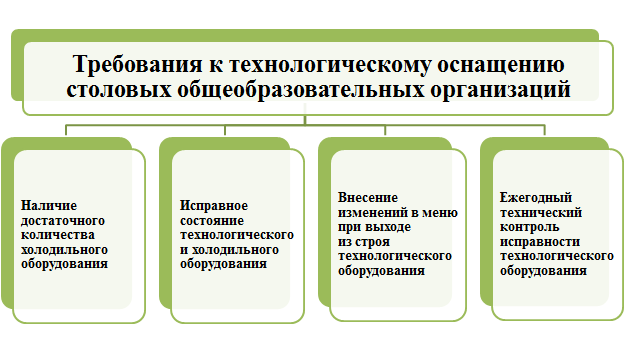 Требования к технологическому оснащению
столовых общеобразовательных организаций
Наличие
достаточного
количества
холодильного
оборудования
Исправное
состояние
технологического
и холодильного
оборудования
Внесение
изменений в меню
при выходе
из строя
технологического
оборудования
Ежегодный
технический
контроль
исправности
технологического
оборудования